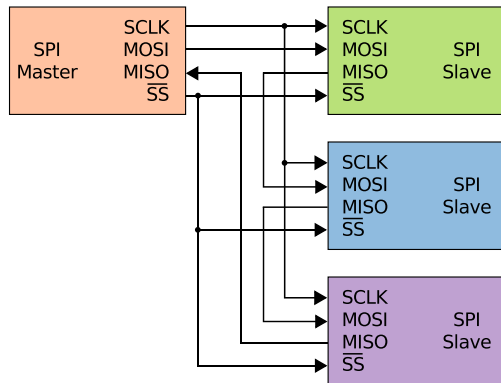 SCLK
SPI MOSI
Master MISO
SS
SCLK
MOSI SPI
MISO Slave
SS
SCLK
MOSI SPI
MISO Slave
SS
SCLK
MOSI SPI
MISO Slave
SS